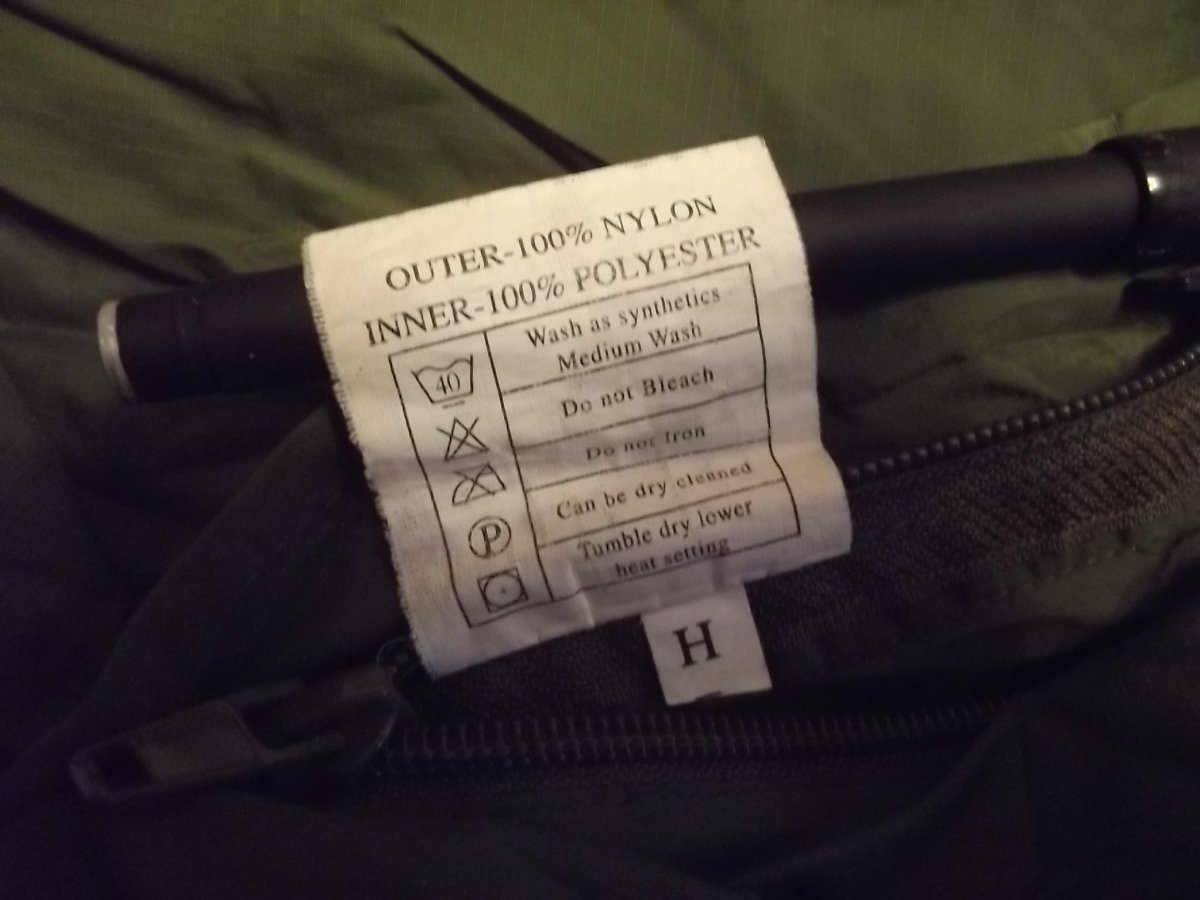 OUTER-100% NYLON
INNER-100% POLYESTER
40
Wash as synthetics
Medium Wash
Do not Bleach
Do not Iron
P
Can be dry cleaned
Tumble dry lower
heat setting
H